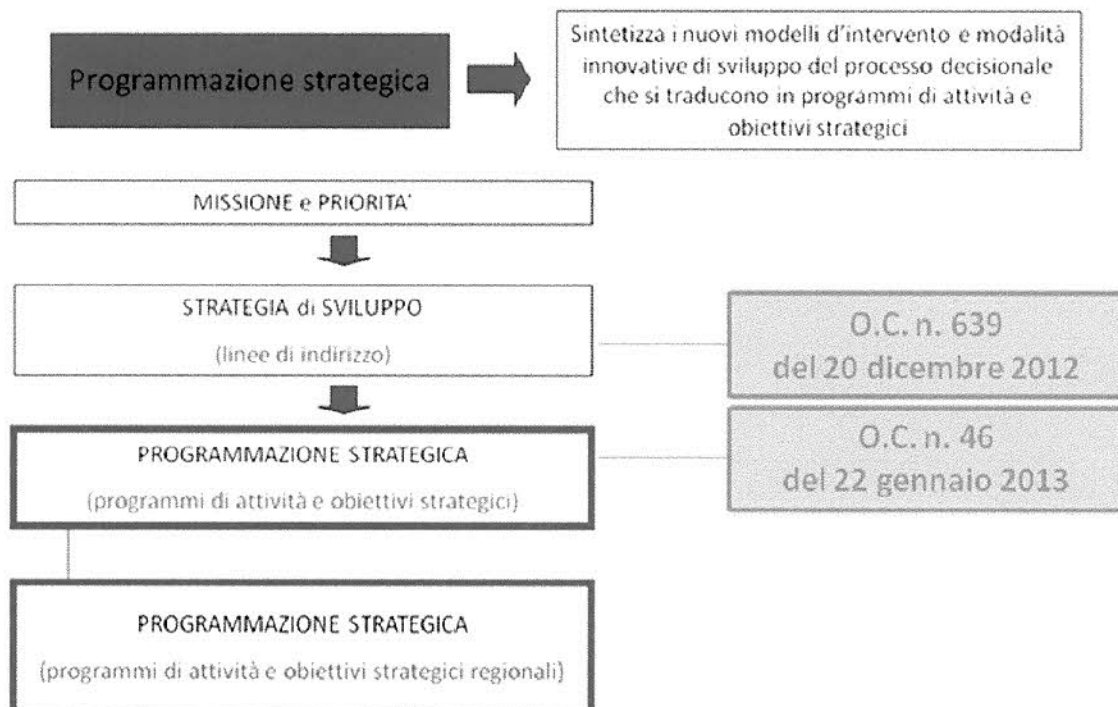 Programmazione strategica
Sintetizza i nuovi modelli d'intervento e modalità
innovative di sviluppo del processo decisionale
che si traducono in programmi di attività e
obiettivi strategici
MISSIONE e PRIORITA'
STRATEGIA di SVILUPPO
(linee di indirizzo)
O.C. n. 639
del 20 dicembre 2012
PROGRAMMAZIONE STRATEGICA
(programmi di attività e obiettivi strategici)
O.C. n. 46
del 22 gennaio 2013
PROGRAMMAZIONE STRATEGICA
(programmi di attività e obiettivi strategici regionali)